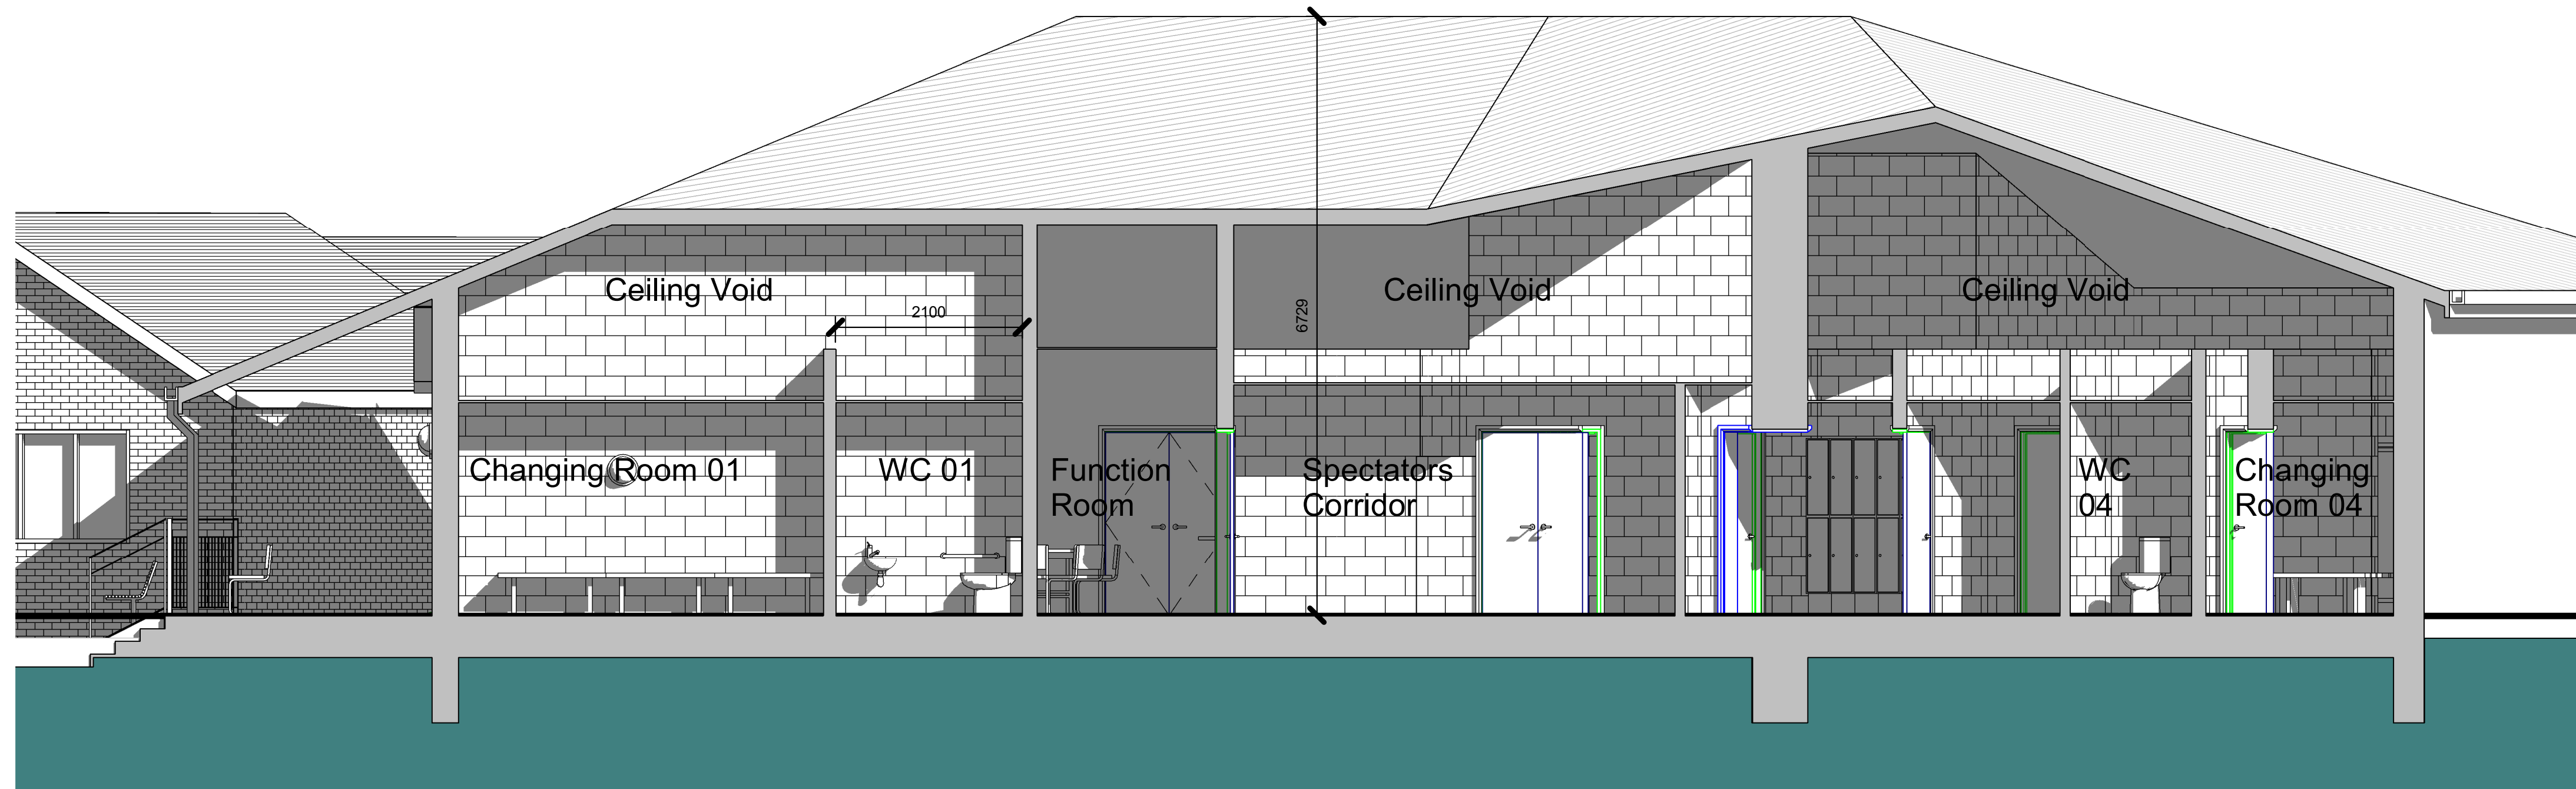 Ceiling Void
Ceiling Void
Ceiling Void
2100
6729
Changing Room 01
WC 01
Function
Room
Spectators
Corridor
WC
04
Changing
Room 04